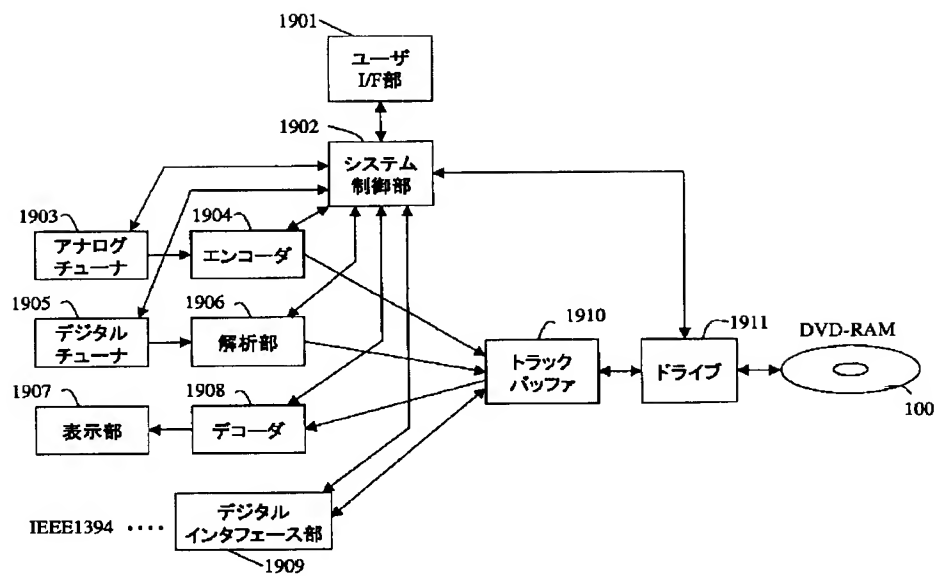 1901
ユーザ
I/F部
1902
システム
制御部
1903
アナログ
チューナ
1904
エンコーダ
1905
デジタル
チューナ
1906
解析部
1907
表示部
1908
デコーダ
1910
トラック
バッファ
1911
ドライブ
DVD-RAM
100
IEEE1394 ････
デジタル
インタフェース部
1909